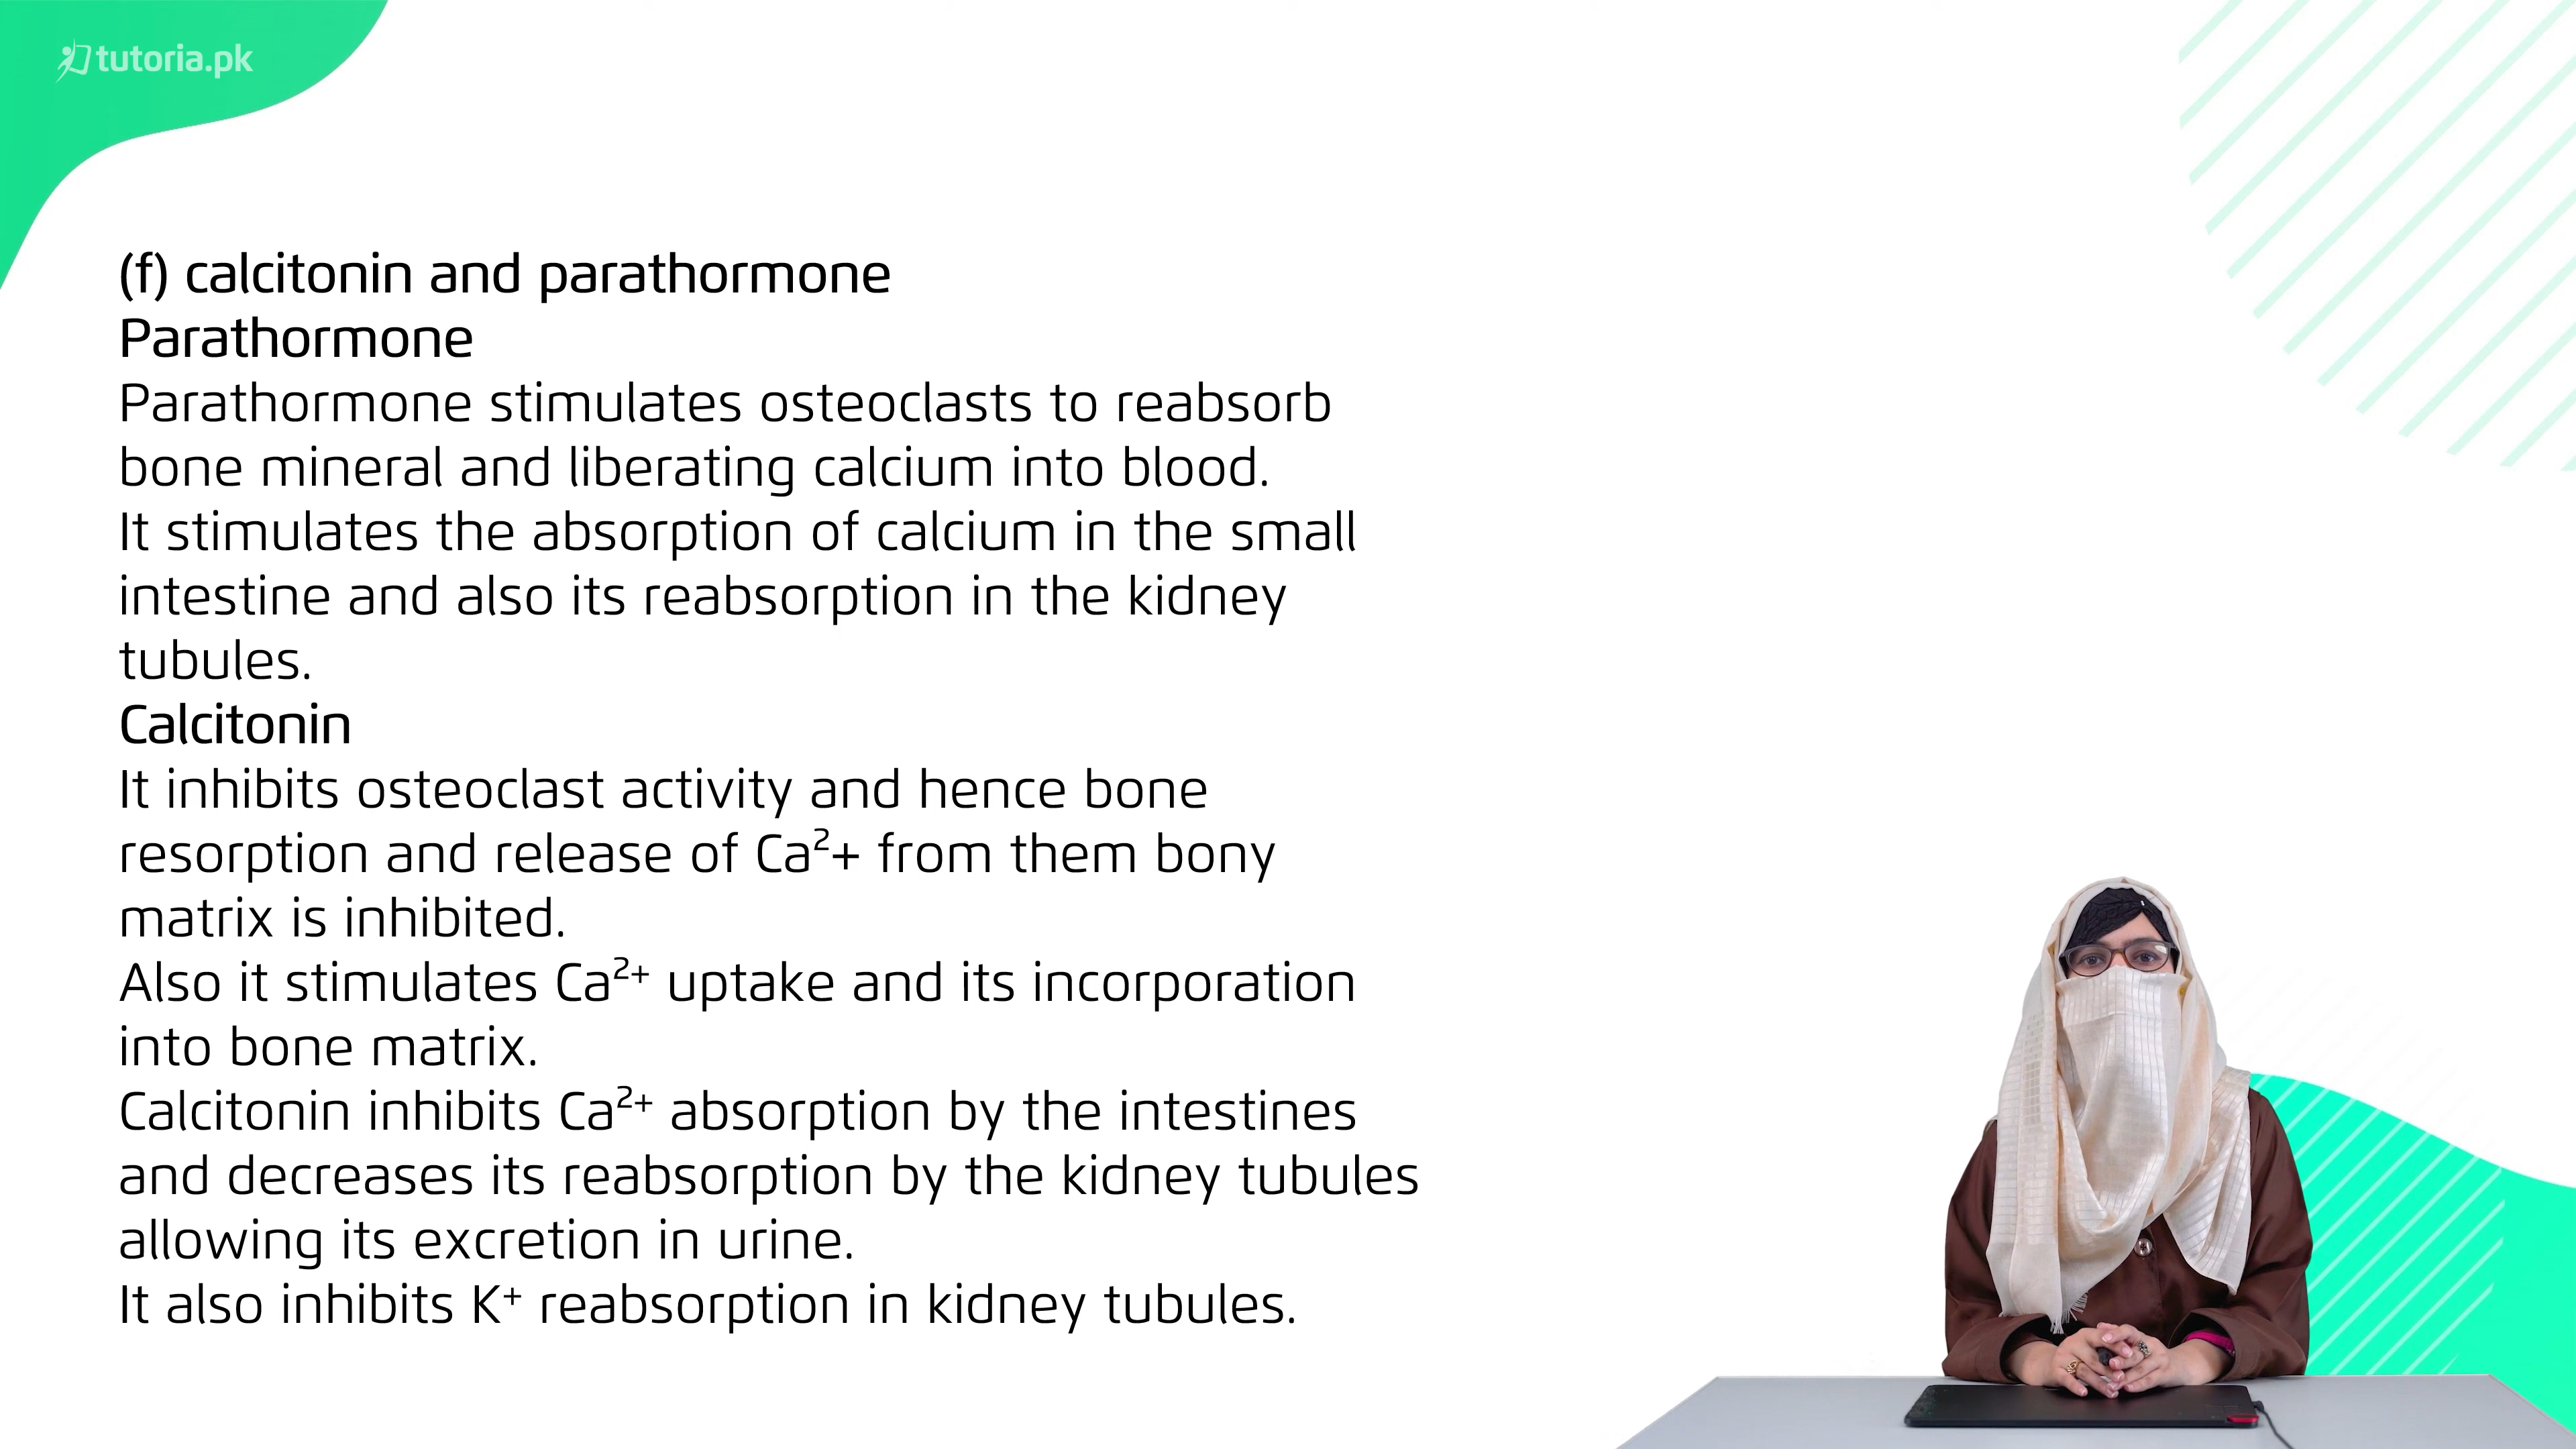 tutoria.pk
(f) calcitonin and parathormone
Parathormone
Parathormone stimulates osteoclasts to reabsorb
bone mineral and liberating calcium into blood.
It stimulates the absorption of calcium in the small
intestine and also its reabsorption in the kidney
tubules.
Calcitonin
It inhibits osteoclast activity and hence bone
resorption and release of Ca²+ from them bony
matrix is inhibited.
Also it stimulates Ca²⁺ uptake and its incorporation
into bone matrix.
Calcitonin inhibits Ca²⁺ absorption by the intestines
and decreases its reabsorption by the kidney tubules
allowing its excretion in urine.
It also inhibits K⁺ reabsorption in kidney tubules.